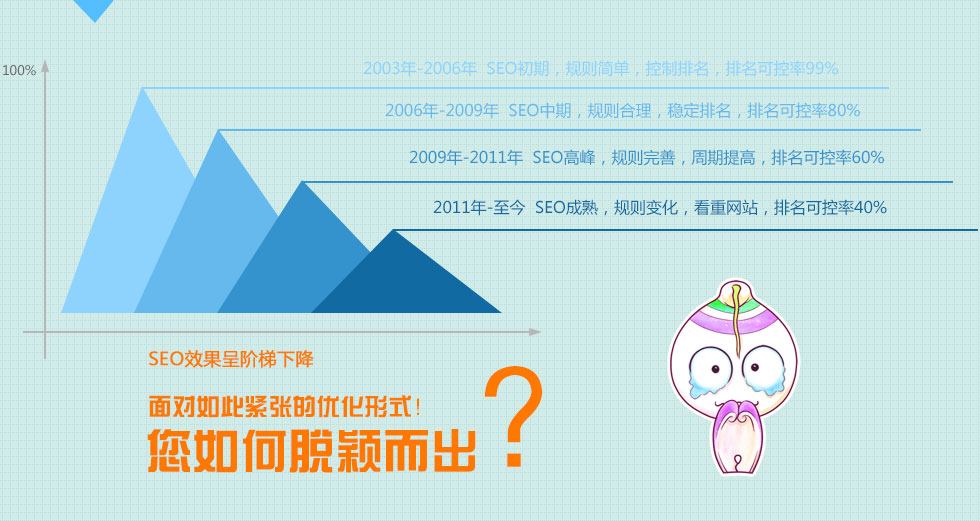 100%
2003年-2006年 SEO初期，规则简单，控制排名，排名可控率99%
2006年-2009年 SEO中期，规则合理，稳定排名，排名可控率80%
2009年-2011年 SEO高峰，规则完善，周期提高，排名可控率60%
2011年-至今 SEO成熟，规则变化，看重网站，排名可控率40%
SEO效果呈阶梯下降
面对如此紧张的优化形式！
您如何脱颖而出？